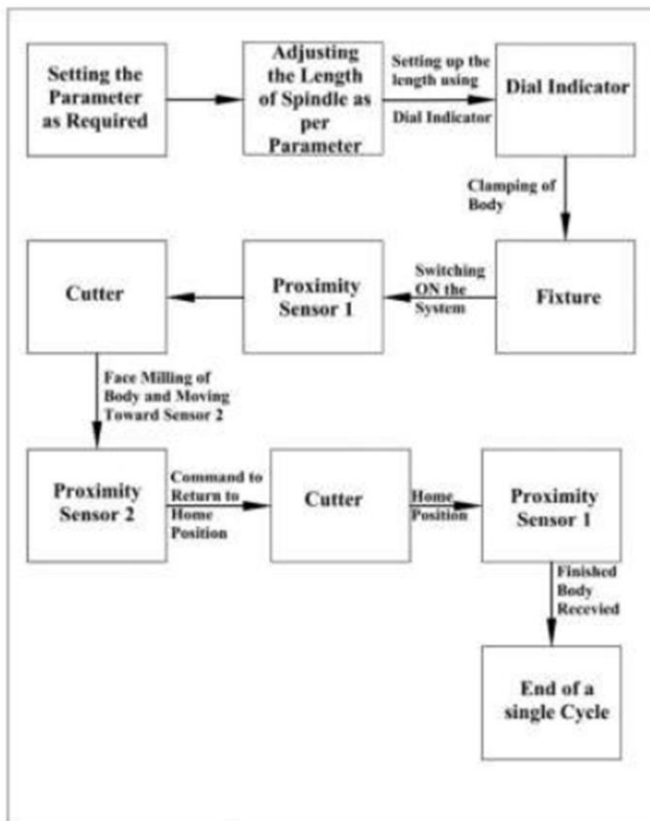 Setting the
Parameter
as Required
Adjusting
the Length
of Spindle as
per
Parameter
Setting up the
length using
Dial Indicator
Dial Indicator
Clamping of
Body
Fixture
Switching
ON the
System
Proximity
Sensor 1
Cutter
Face Milling of
Body and Moving
Toward Sensor 2
Proximity
Sensor 2
Command to
Return to
Home
Position
Cutter
Home
Position
Proximity
Sensor 1
Finished
Body
Recevied
End of a
single Cycle